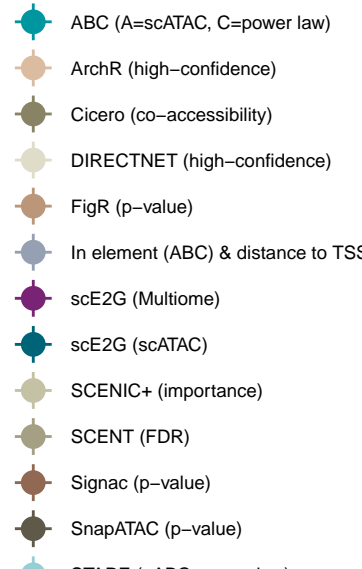 ABC (A=scATAC, C=power law)
ArchR (high−confidence)
Cicero (co−accessibility)
DIRECTNET (high−confidence)
FigR (p−value)
In element (ABC) & distance to TSS
scE2G (Multiome)
scE2G (scATAC)
SCENIC+ (importance)
SCENT (FDR)
Signac (p−value)
SnapATAC (p−value)